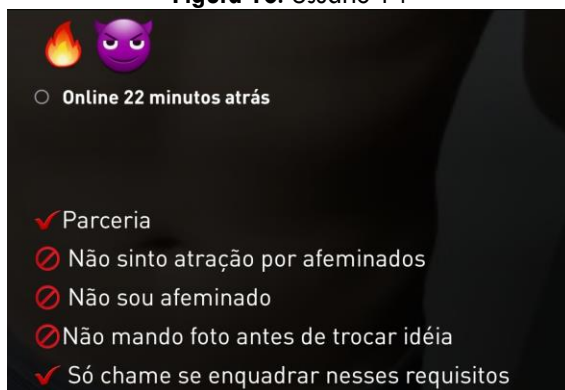 Online 22 minutos atrás
Parceria
Não sinto atração por afeminados
Não sou afeminado
Não mando foto antes de trocar idéia
Só chame se enquadrar nesses requisitos